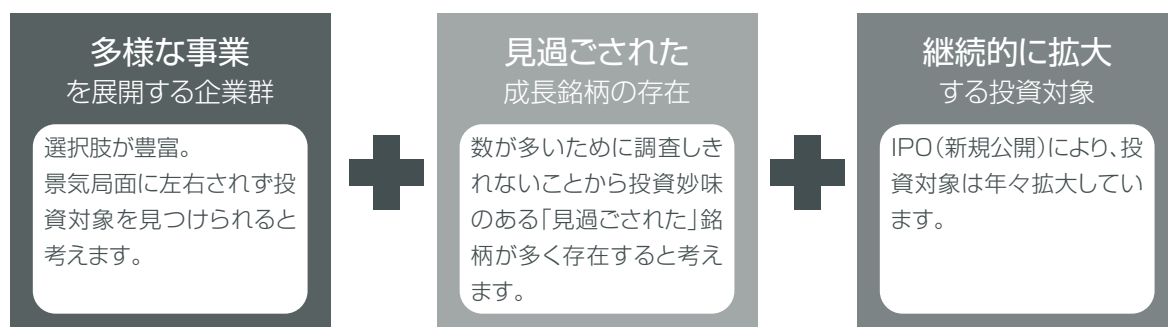 多様な事業
を展開する企業群
選択肢が豊富。
景気局面に左右されず投
資対象を見つけられると
考えます。
見過ごされた
成長銘柄の存在
数が多いために調査しき
れないことから投資妙味
のある「見過ごされた」銘
柄が多く存在すると考え
ます。
継続的に拡大
する投資対象
IPO(新規公開)により、投
資対象は年々拡大してい
ます。